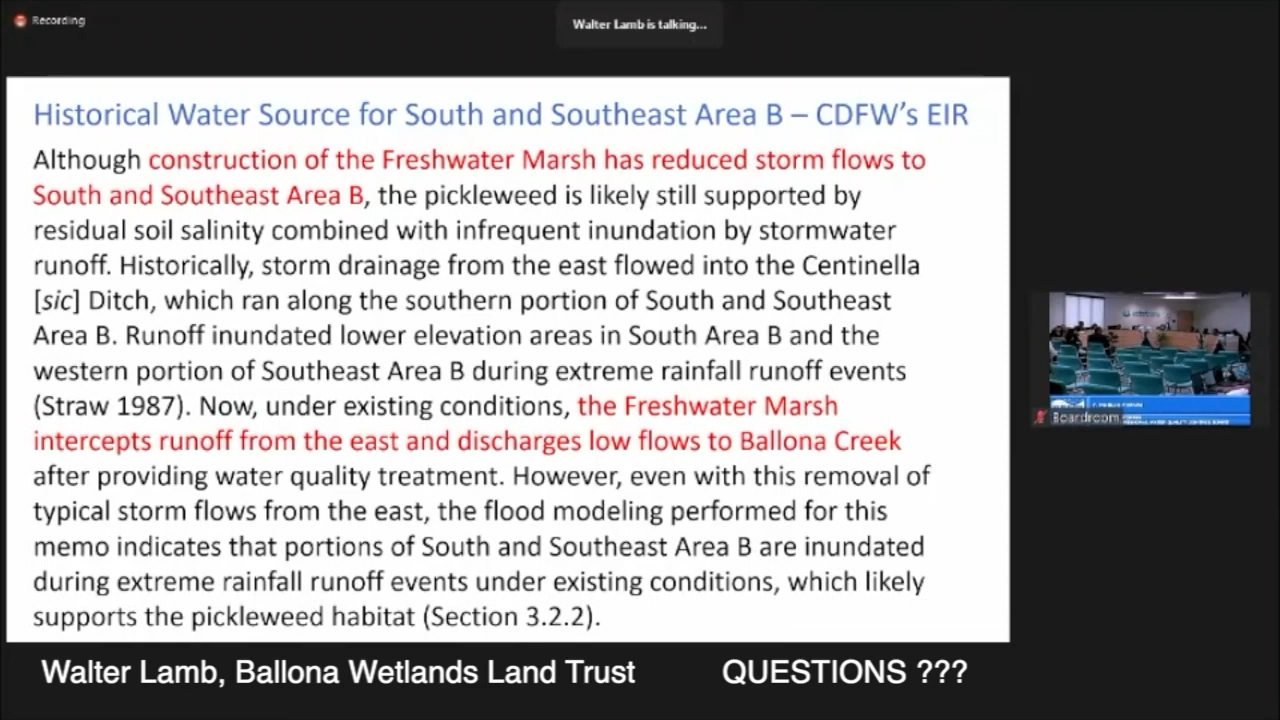 Recording
Walter Lamb is talking...
Historical Water Source for South and Southeast Area B – CDFW's EIR
Although construction of the Freshwater Marsh has reduced storm flows to
South and Southeast Area B, the pickleweed is likely still supported by
residual soil salinity combined with infrequent inundation by stormwater
runoff. Historically, storm drainage from the east flowed into the Centinella
[sic] Ditch, which ran along the southern portion of South and Southeast
Area B. Runoff inundated lower elevation areas in South Area B and the
western portion of Southeast Area B during extreme rainfall runoff events
(Straw 1987). Now, under existing conditions, the Freshwater Marsh
intercepts runoff from the east and discharges low flows to Ballona Creek
after providing water quality treatment. However, even with this removal of
typical storm flows from the east, the flood modeling performed for this
memo indicates that portions of South and Southeast Area B are inundated
during extreme rainfall runoff events under existing conditions, which likely
supports the pickleweed habitat (Section 3.2.2).
Boardroom
Walter Lamb, Ballona Wetlands Land Trust
QUESTIONS ???